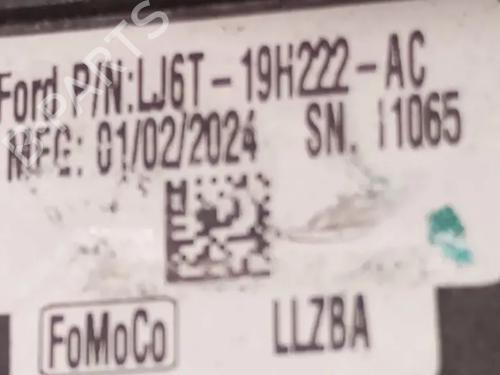 Ford P/N:LJ6T-19H222-AC
MFG: 01/02/2024 SN. 11065
FoMoCo LLZBA